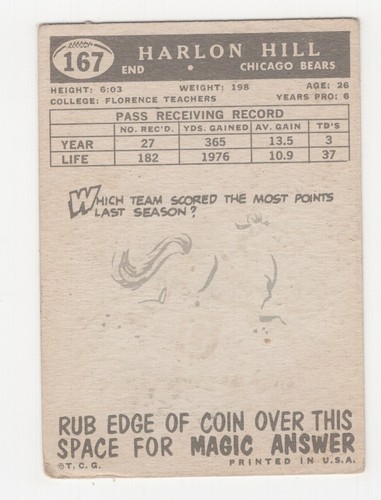 167
HARLON HILL
END • CHICAGO BEARS
HEIGHT: 6:03 WEIGHT: 198 AGE: 26
COLLEGE: FLORENCE TEACHERS YEARS PRO: 6
PASS RECEIVING RECORD
NO. REC'D. YDS. GAINED AV. GAIN TD'S
YEAR 27 365 13.5 3
LIFE 182 1976 10.9 37
WHICH TEAM SCORED THE MOST POINTS
LAST SEASON?
RUB EDGE OF COIN OVER THIS
SPACE FOR MAGIC ANSWER
©T.C.G. PRINTED IN U.S.A.